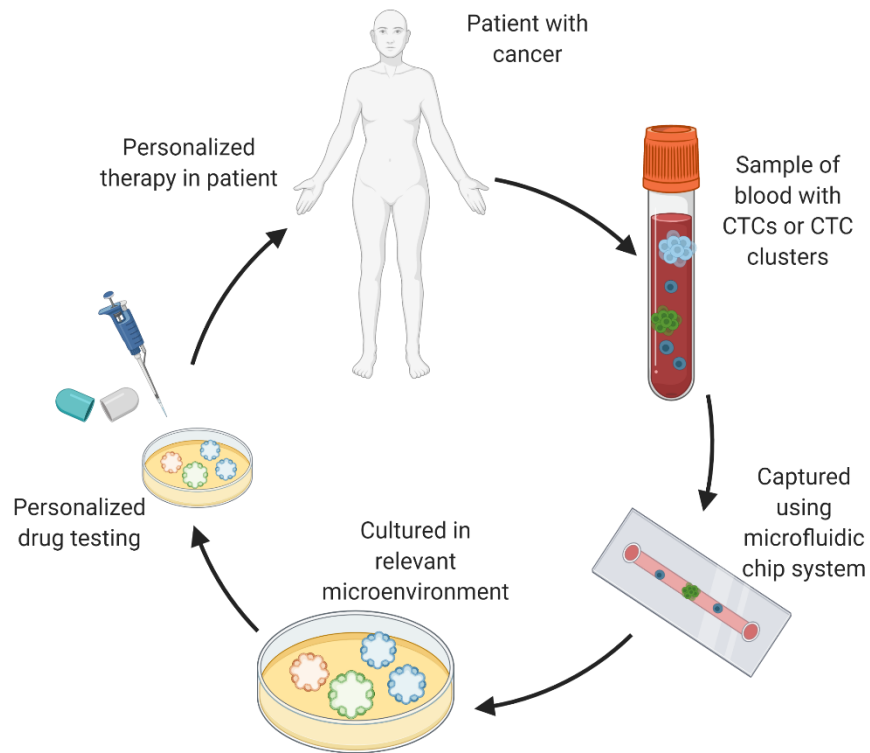 Patient with
cancer
Sample of
blood with
CTCs or CTC
clusters
Captured
using
microfluidic
chip system
Cultured in
relevant
microenvironment
Personalized
drug testing
Personalized
therapy in patient